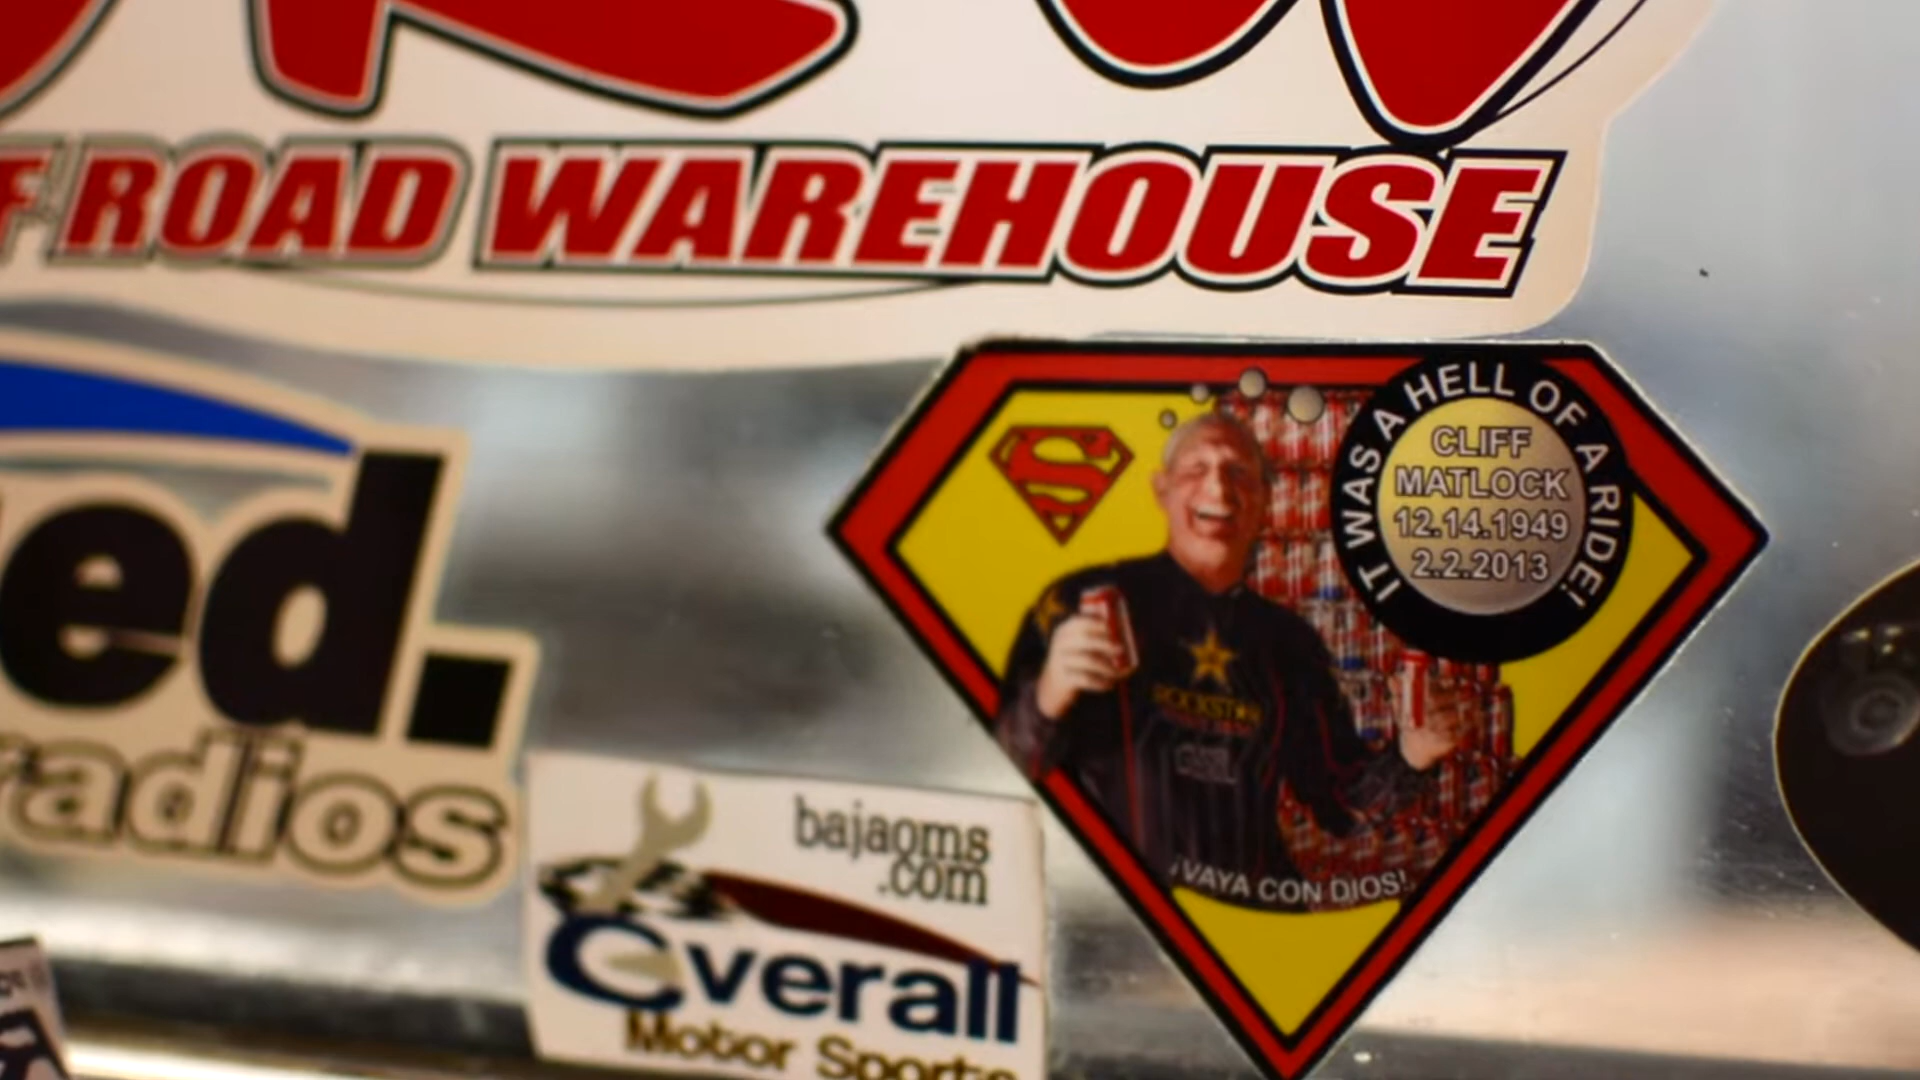 F ROAD WAREHOUSE
IT WAS A HELL OF A RIDE!
CLIFF
MATLOCK
12.14.1949
2.2.2013
ROCKSTAR
¡VAYA CON DIOS!
ed.
radios
bajaoms
.com
Overall
Motor Sports